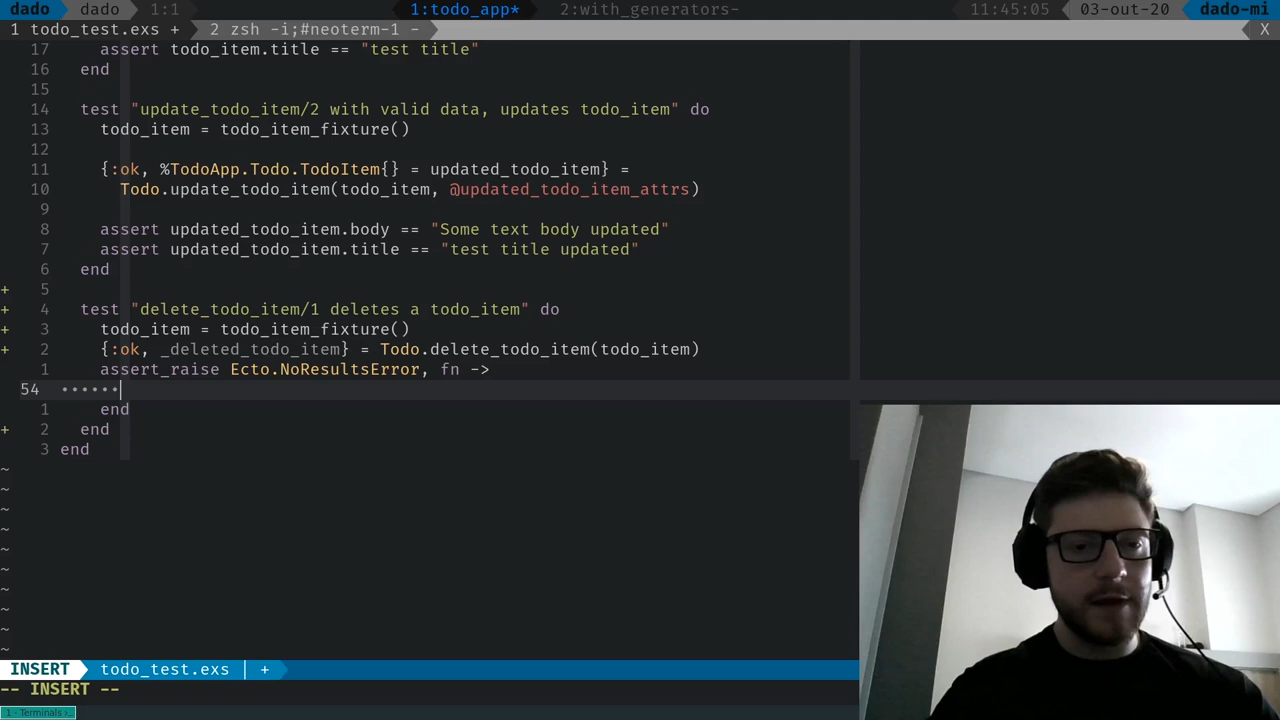 dado dado 1:1 1:todo_app* 2:with_generators- 11:45:05 03-out-20 dado-mi
1 todo_test.exs + 2 zsh -i;#neoterm-1 - X
17 assert todo_item.title == "test title"
16 end
15
14 test "update_todo_item/2 with valid data, updates todo_item" do
13 todo_item = todo_item_fixture()
12
11 {:ok, %TodoApp.Todo.TodoItem{} = updated_todo_item} =
10 Todo.update_todo_item(todo_item, @updated_todo_item_attrs)
9
8 assert updated_todo_item.body == "Some text body updated"
7 assert updated_todo_item.title == "test title updated"
6 end
+ 5
+ 4 test "delete_todo_item/1 deletes a todo_item" do
+ 3 todo_item = todo_item_fixture()
+ 2 {:ok, _deleted_todo_item} = Todo.delete_todo_item(todo_item)
1 assert_raise Ecto.NoResultsError, fn ->
54 ••••••
1 end
+ 2 end
3 end
~
~
~
~
~
~
~
~
~
~
INSERT todo_test.exs | +
-- INSERT --
1 - Terminals